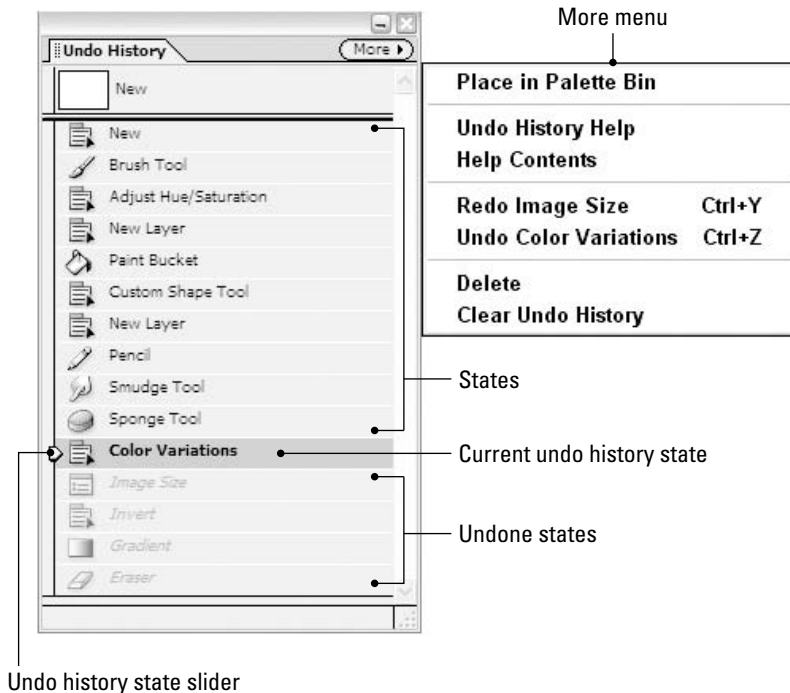 More menu
Undo History
More
New
New
Brush Tool
Adjust Hue/Saturation
New Layer
Paint Bucket
Custom Shape Tool
New Layer
Pencil
Smudge Tool
Sponge Tool
Color Variations
Image Size
Invert
Gradient
Eraser
Place in Palette Bin
Undo History Help
Help Contents
Redo Image Size Ctrl+Y
Undo Color Variations Ctrl+Z
Delete
Clear Undo History
States
Current undo history state
Undone states
Undo history state slider